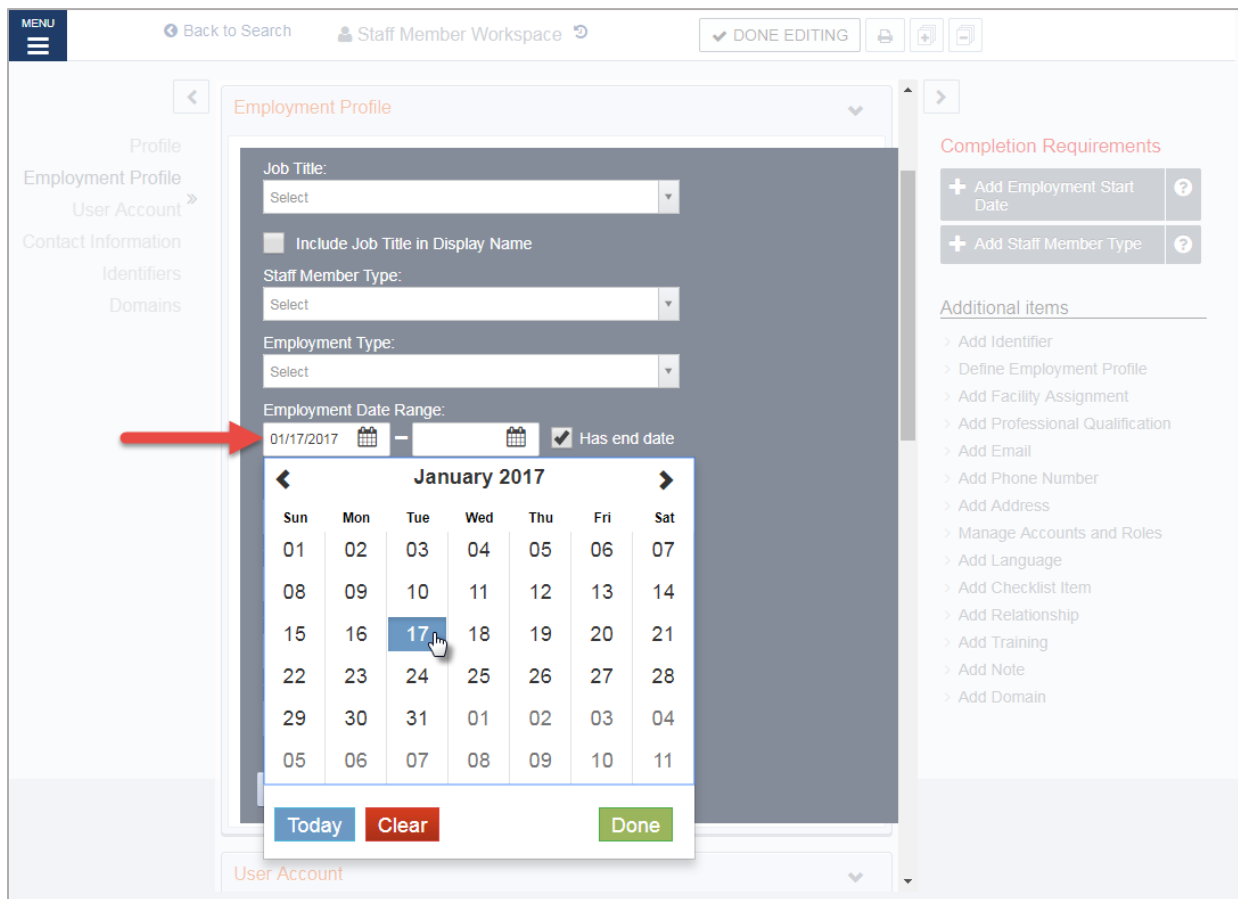 MENU
Back to Search
Staff Member Workspace
DONE EDITING
Profile
Employment Profile
User Account
Contact Information
Identifiers
Domains
Employment Profile
Job Title:
Select
Include Job Title in Display Name
Staff Member Type:
Select
Employment Type:
Select
Employment Date Range:
01/17/2017
Has end date
January 2017
Sun Mon Tue Wed Thu Fri Sat
01 02 03 04 05 06 07
08 09 10 11 12 13 14
15 16 17 18 19 20 21
22 23 24 25 26 27 28
29 30 31 01 02 03 04
05 06 07 08 09 10 11
Today Clear Done
User Account
Completion Requirements
Add Employment Start
Date
Add Staff Member Type
Additional items
Add Identifier
Define Employment Profile
Add Facility Assignment
Add Professional Qualification
Add Email
Add Phone Number
Add Address
Manage Accounts and Roles
Add Language
Add Checklist Item
Add Relationship
Add Training
Add Note
Add Domain